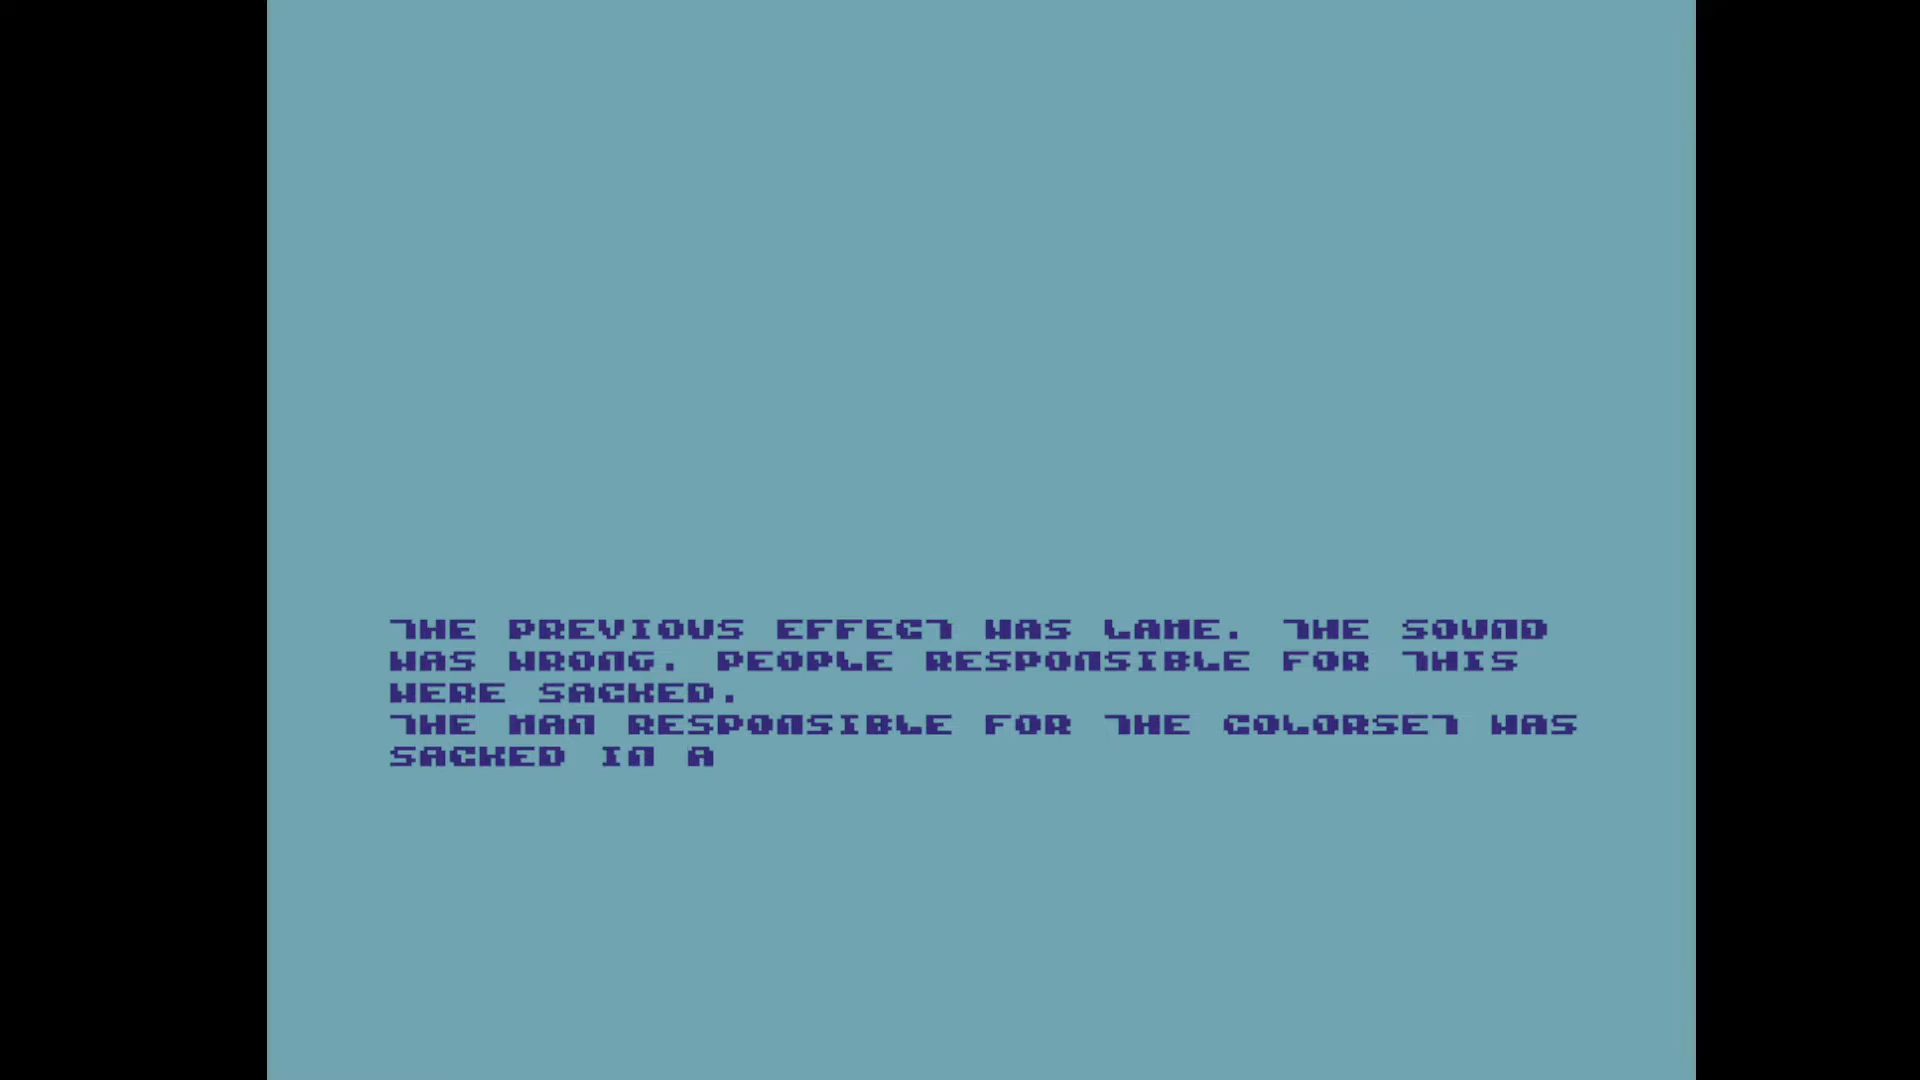 THE PREVIOUS EFFECT WAS LAME. THE SOUND
WAS WRONG. PEOPLE RESPONSIBLE FOR THIS
WERE SACKED.
THE MAN RESPONSIBLE FOR THE COLORSET WAS
SACKED IN A